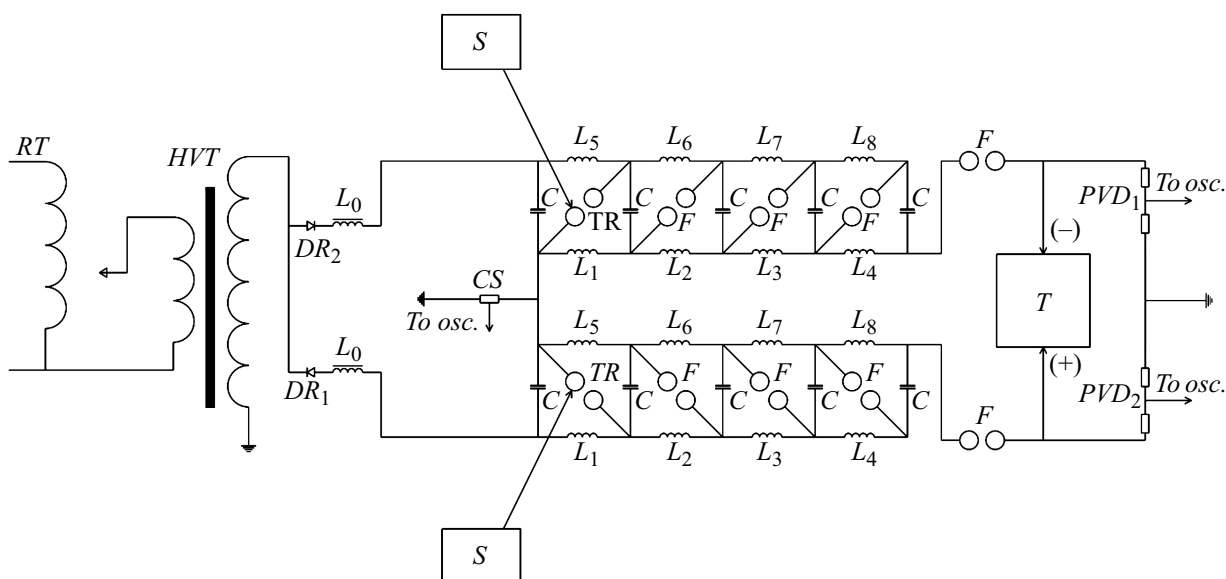 S
L5 L6 L7 L8
RT
HVT
F
L0
C TR C F C F C F C
PVD1 To osc.
DR2
(–)
L1 L2 L3 L4
CS
T
To osc.
L5 L6 L7 L8
L0
(+)
TR F F F
To osc.
DR1
C C C C C
PVD2
F
L1 L2 L3 L4
S